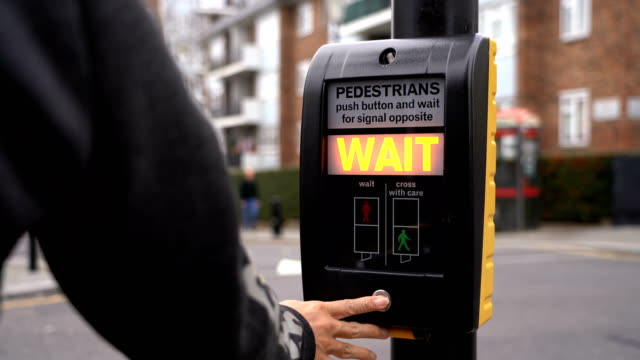 PEDESTRIANS
push button and wait
for signal opposite
WAIT
wait
cross
with care